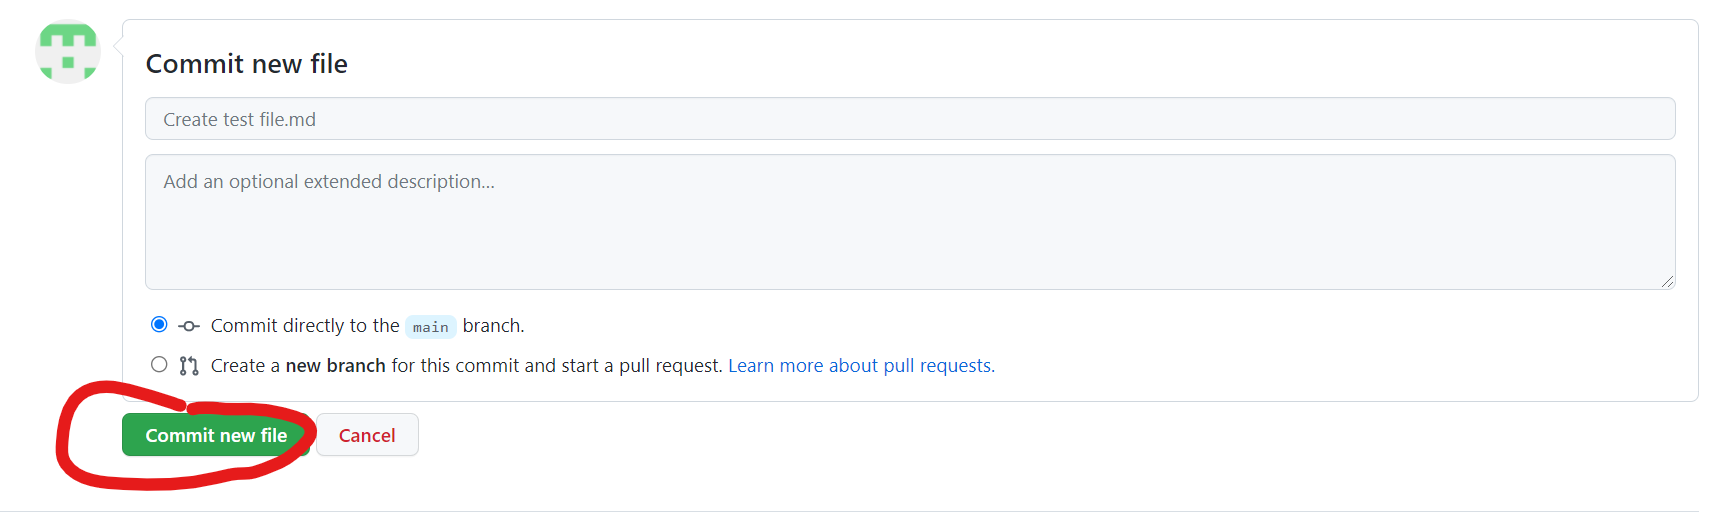 Commit new file
Create test file.md
Add an optional extended description...
Commit directly to the main branch.
Create a new branch for this commit and start a pull request. Learn more about pull requests.
Commit new file Cancel